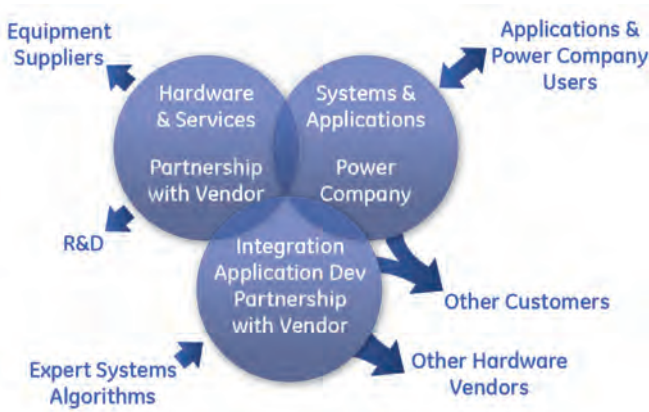 Equipment
Suppliers
Applications &
Power Company
Users
Hardware
& Services
Partnership
with Vendor
Systems &
Applications
Power
Company
R&D
Integration
Application Dev
Partnership
with Vendor
Other Customers
Expert Systems
Algorithms
Other Hardware
Vendors